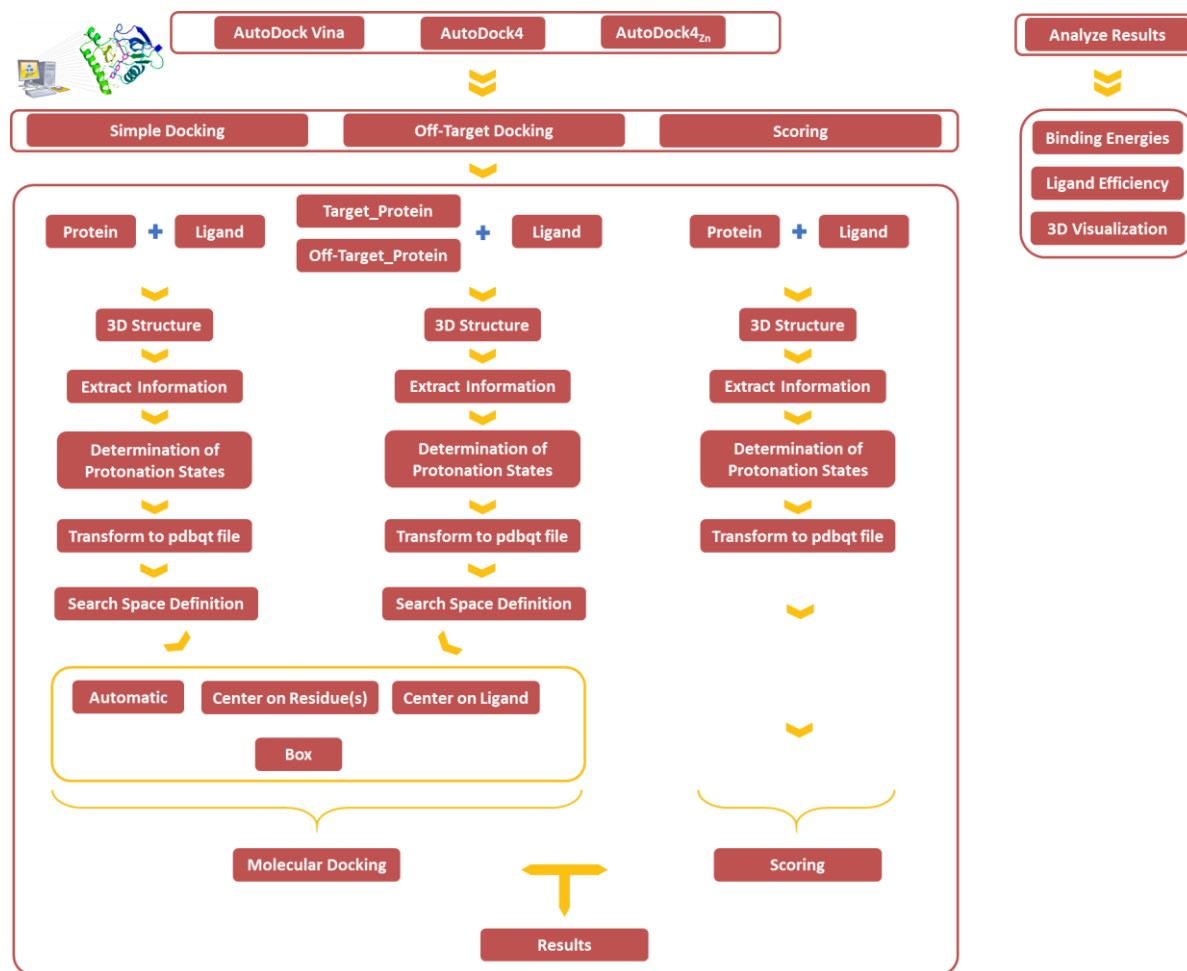 AutoDock Vina
AutoDock4
AutoDock4Zn
Analyze Results
Simple Docking
Off-Target Docking
Scoring
Binding Energies
Ligand Efficiency
3D Visualization
Protein + Ligand
Target_Protein
Off-Target_Protein
+ Ligand
Protein + Ligand
3D Structure
3D Structure
3D Structure
Extract Information
Extract Information
Extract Information
Determination of
Protonation States
Determination of
Protonation States
Determination of
Protonation States
Transform to pdbqt file
Transform to pdbqt file
Transform to pdbqt file
Search Space Definition
Search Space Definition
Automatic
Center on Residue(s)
Center on Ligand
Box
Molecular Docking
Scoring
Results